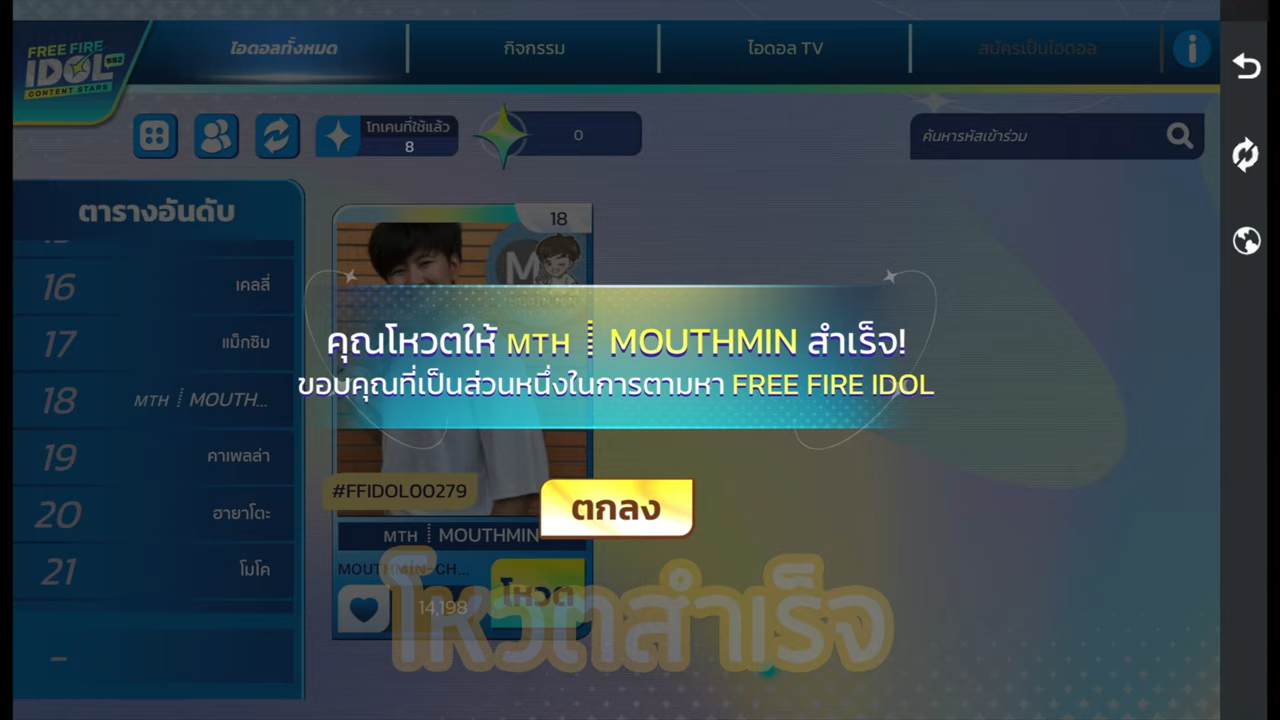 FREE FIRE
IDOL
CONTENT STARS
ไอดอลทั้งหมด
กิจกรรม
ไอดอล TV
สมัครเป็นไอดอล
โทเคนที่ใช้แล้ว
8
0
ค้นหารหัสเข้าร่วม
ตารางอันดับ
16 เคลลี่
17 แม็กซิม
18 MTH ┊ MOUTH...
19 คาเพลล่า
20 ฮายาโตะ
21 โมโค
-
18
M
คุณโหวตให้ MTH ┊ MOUTHMIN สำเร็จ!
ขอบคุณที่เป็นส่วนหนึ่งในการตามหา FREE FIRE IDOL
#FFIDOL00279
ตกลง
MTH ┊ MOUTHMIN
MOUTHMIN-CH...
14,198
โหวต
โหวตสำเร็จ